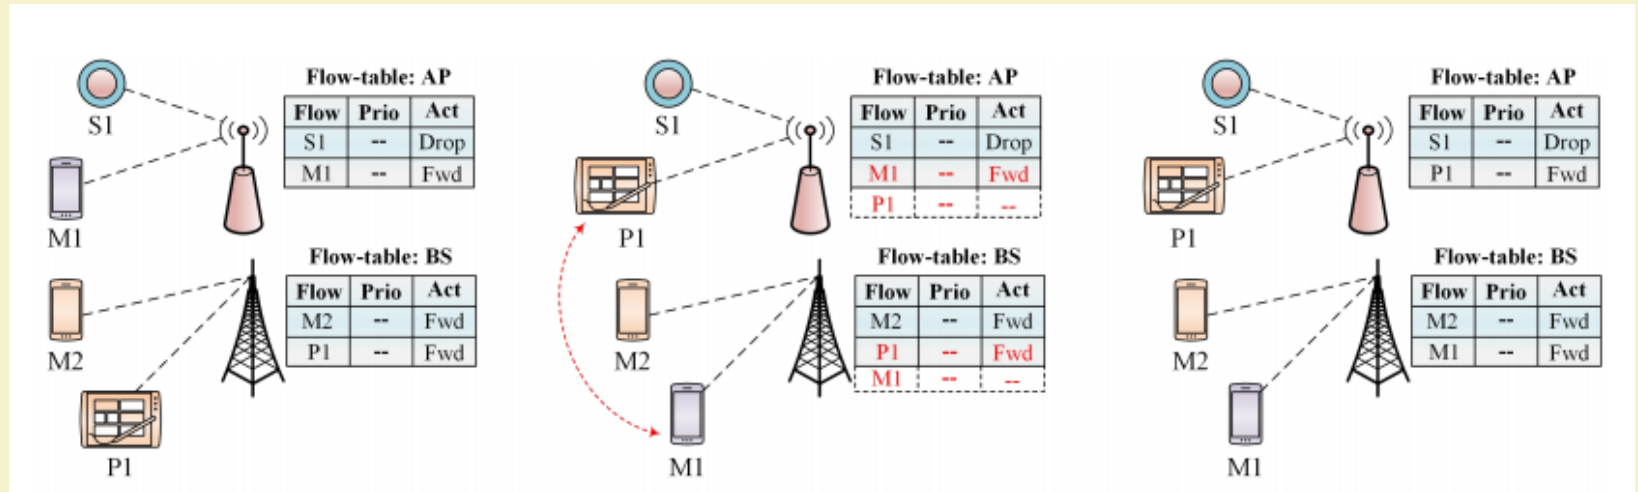 Flow-table: AP
Flow Prio Act
S1 -- Drop
M1 -- Fwd
S1
M1
Flow-table: BS
Flow Prio Act
M2 -- Fwd
P1 -- Fwd
M2
P1
Flow-table: AP
Flow Prio Act
S1 -- Drop
M1 -- Fwd
P1 -- --
S1
P1
Flow-table: BS
Flow Prio Act
M2 -- Fwd
P1 -- Fwd
M1 -- --
M2
M1
Flow-table: AP
Flow Prio Act
S1 -- Drop
P1 -- Fwd
S1
P1
Flow-table: BS
Flow Prio Act
M2 -- Fwd
M1 -- Fwd
M2
M1